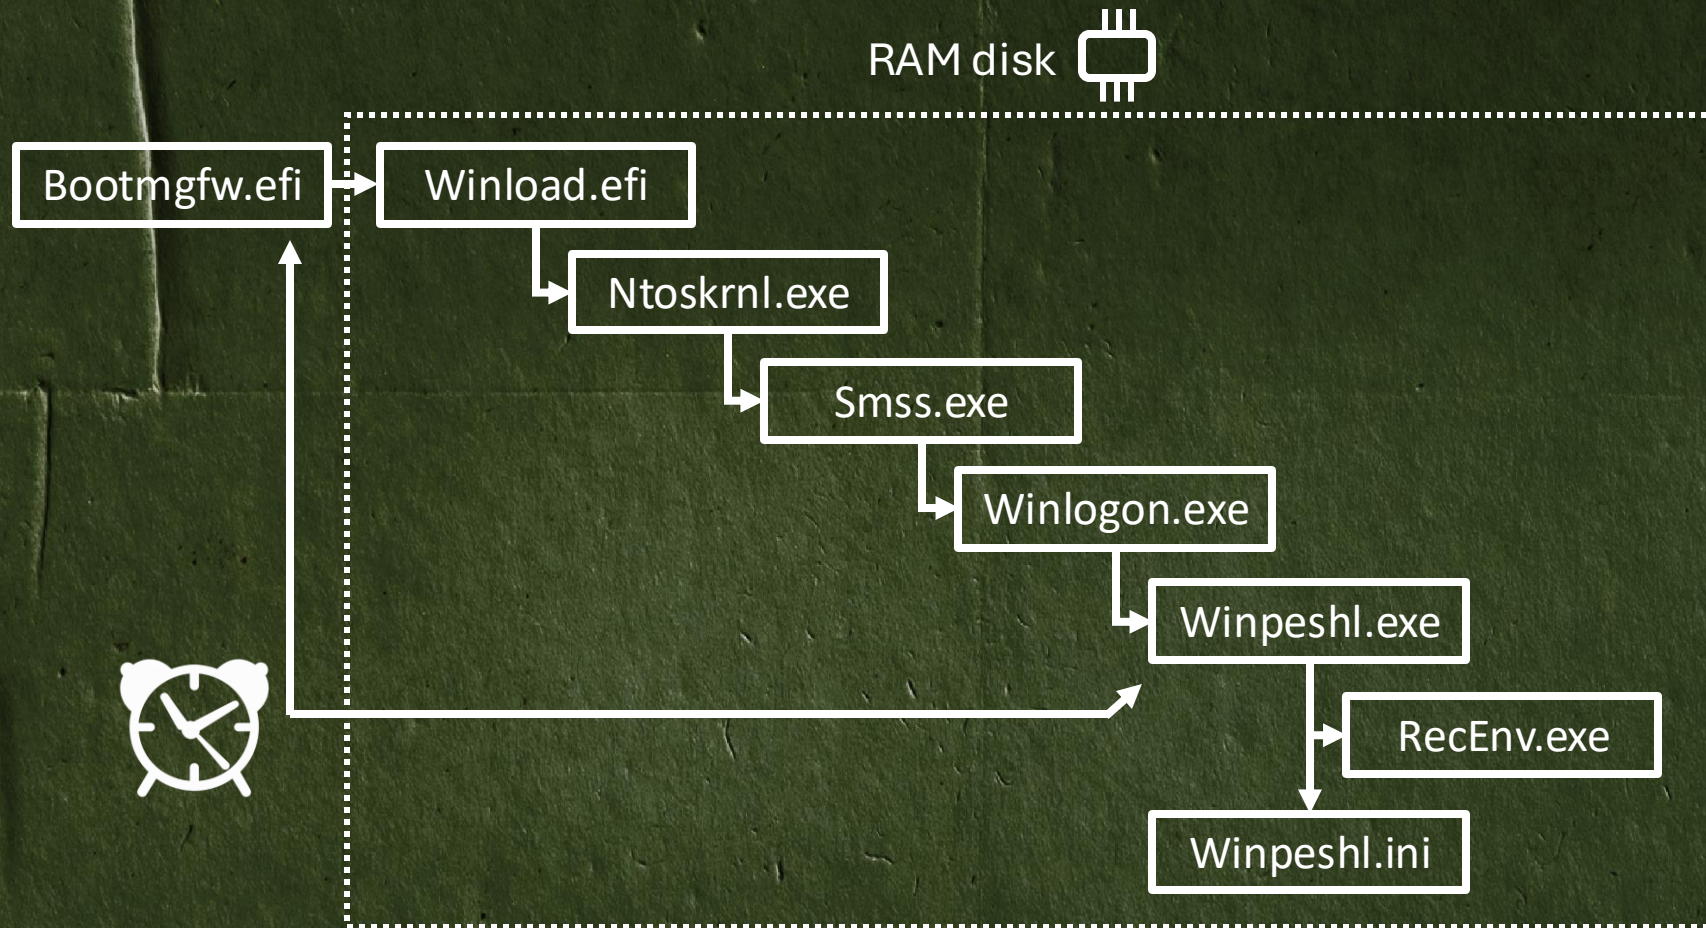 RAM disk
Bootmgfw.efi
Winload.efi
Ntoskrnl.exe
Smss.exe
Winlogon.exe
Winpeshl.exe
RecEnv.exe
Winpeshl.ini